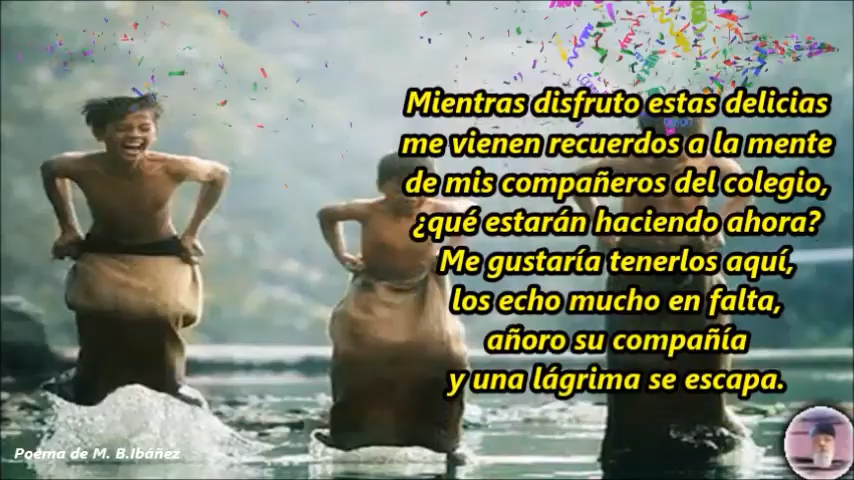 Mientras disfruto estas delicias
me vienen recuerdos a la mente
de mis compañeros del colegio,
¿qué estarán haciendo ahora?
Me gustaría tenerlos aquí,
los echo mucho en falta,
añoro su compañía
y una lágrima se escapa.
Poema de M. B.Ibáñez